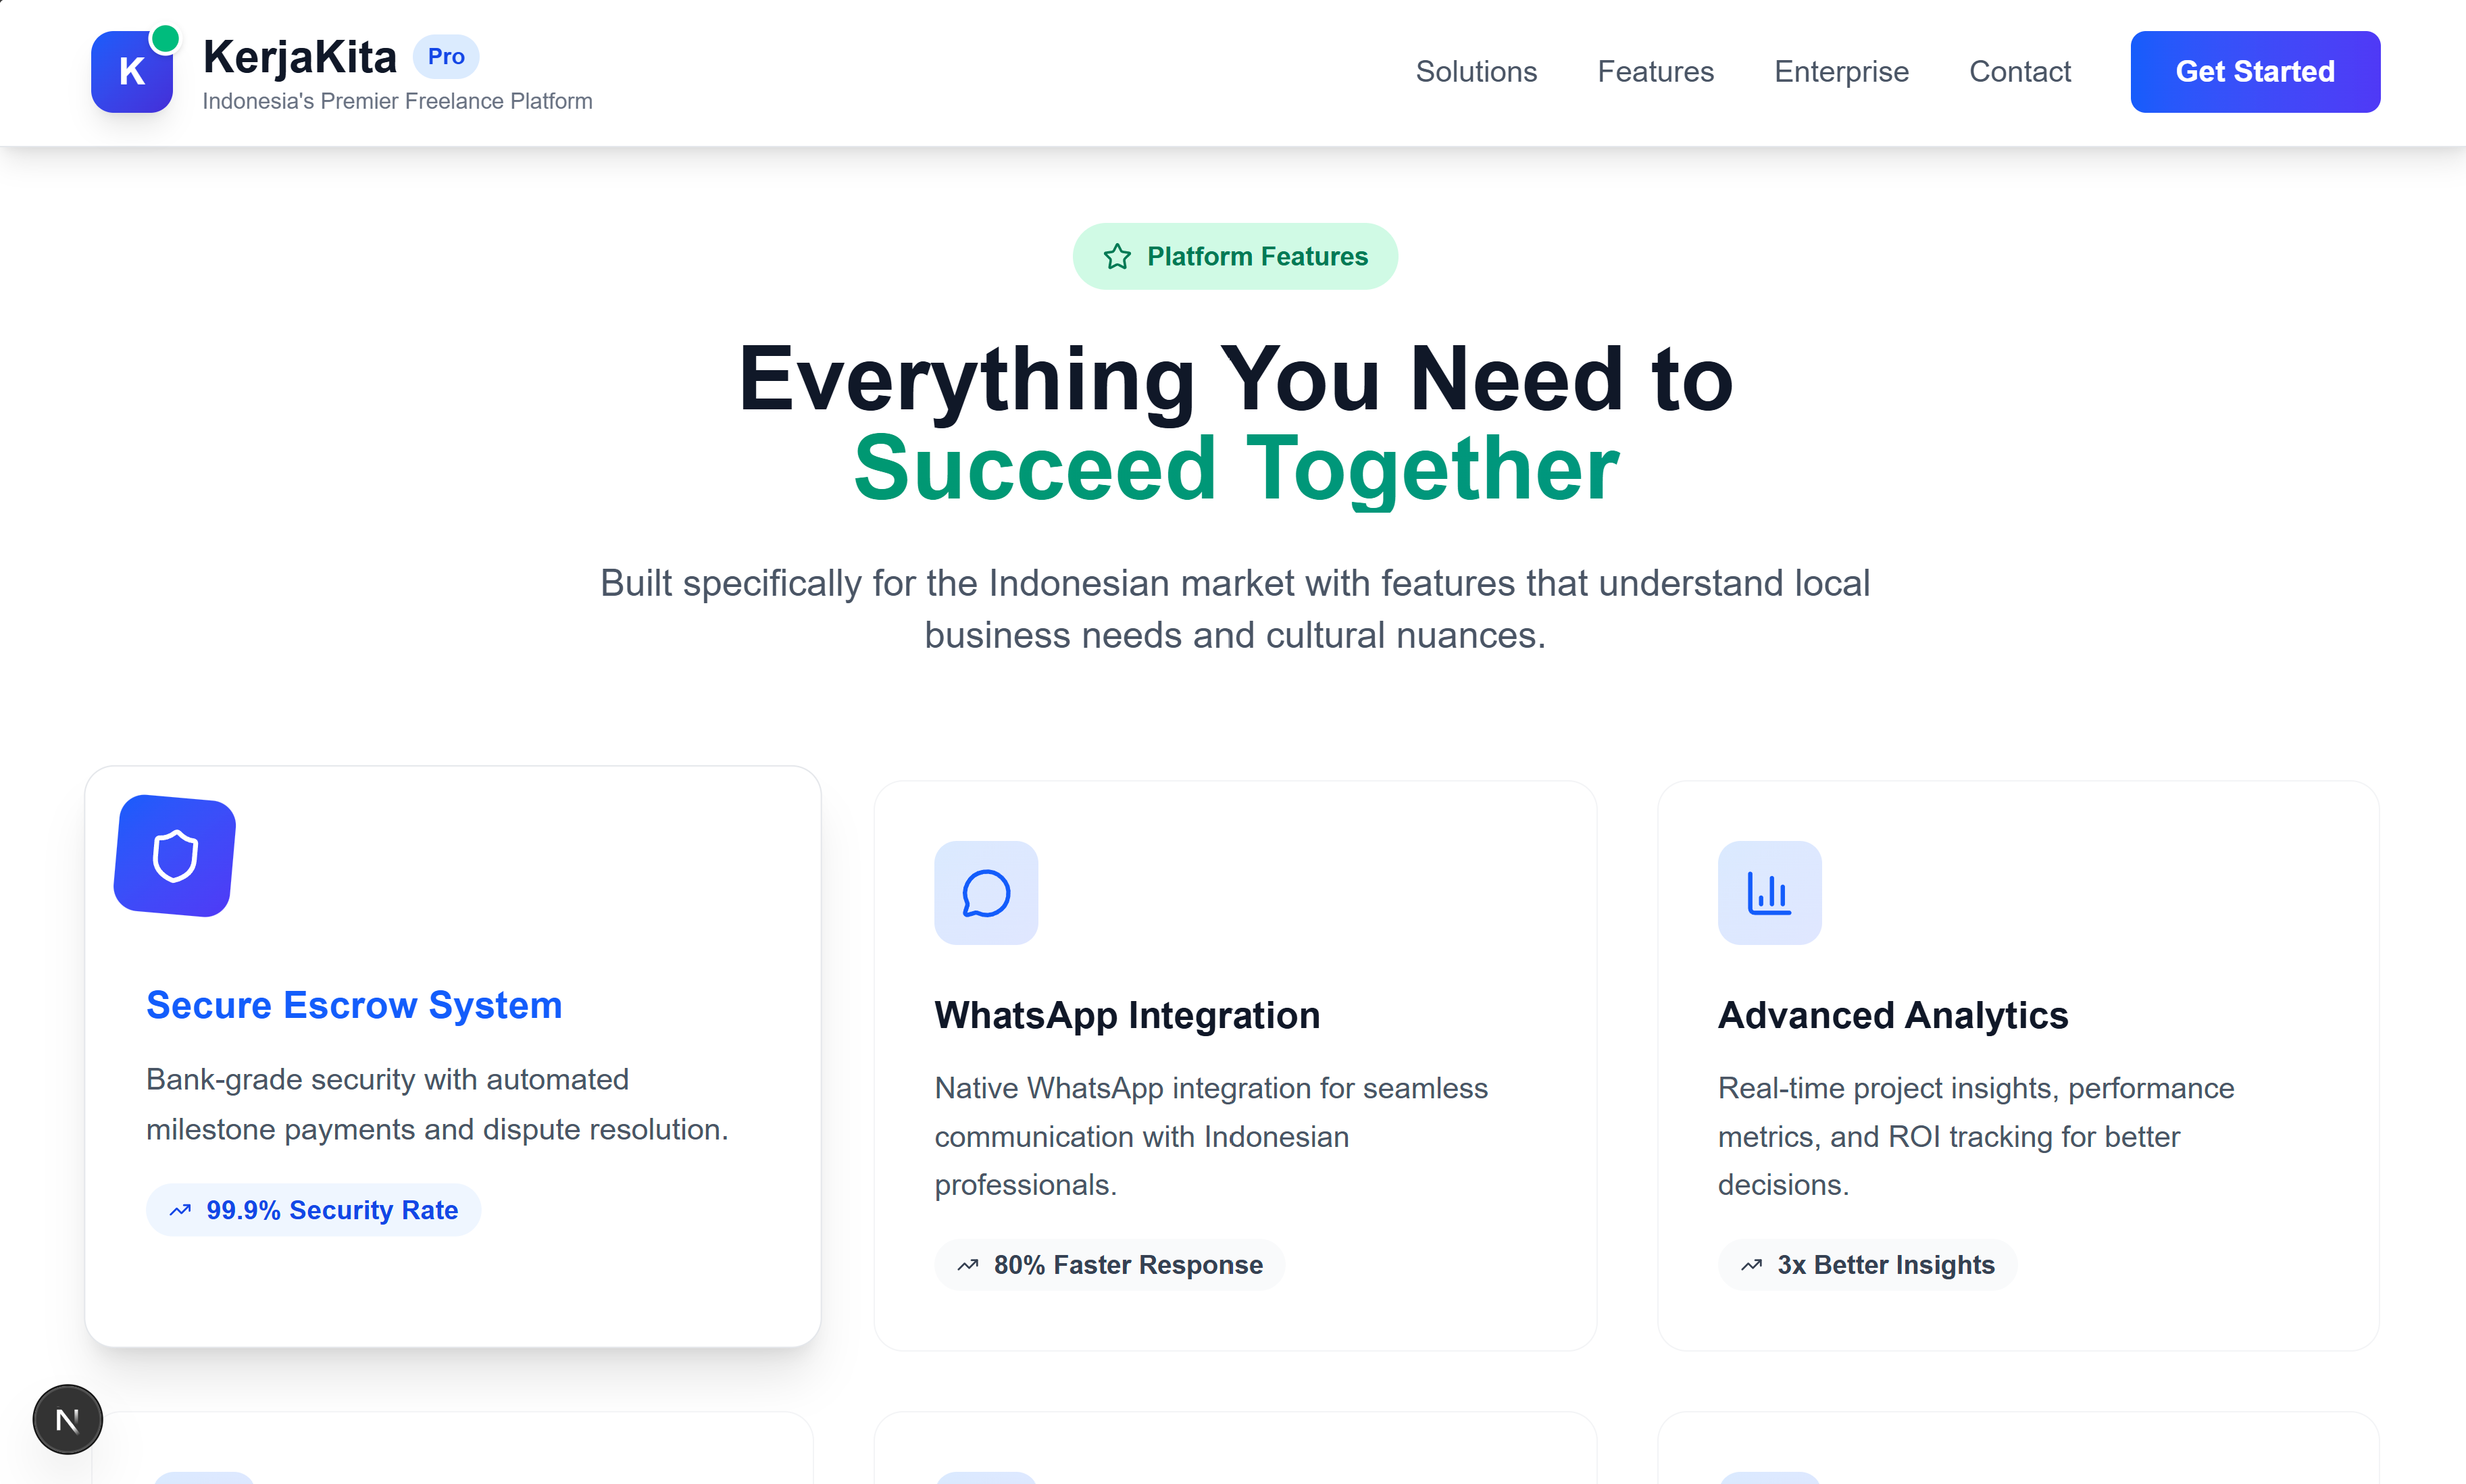 K
KerjaKita Pro
Indonesia's Premier Freelance Platform
Solutions Features Enterprise Contact Get Started
Platform Features
Everything You Need to
Succeed Together
Built specifically for the Indonesian market with features that understand local
business needs and cultural nuances.
Secure Escrow System
Bank-grade security with automated
milestone payments and dispute resolution.
99.9% Security Rate
WhatsApp Integration
Native WhatsApp integration for seamless
communication with Indonesian
professionals.
80% Faster Response
Advanced Analytics
Real-time project insights, performance
metrics, and ROI tracking for better
decisions.
3x Better Insights
N